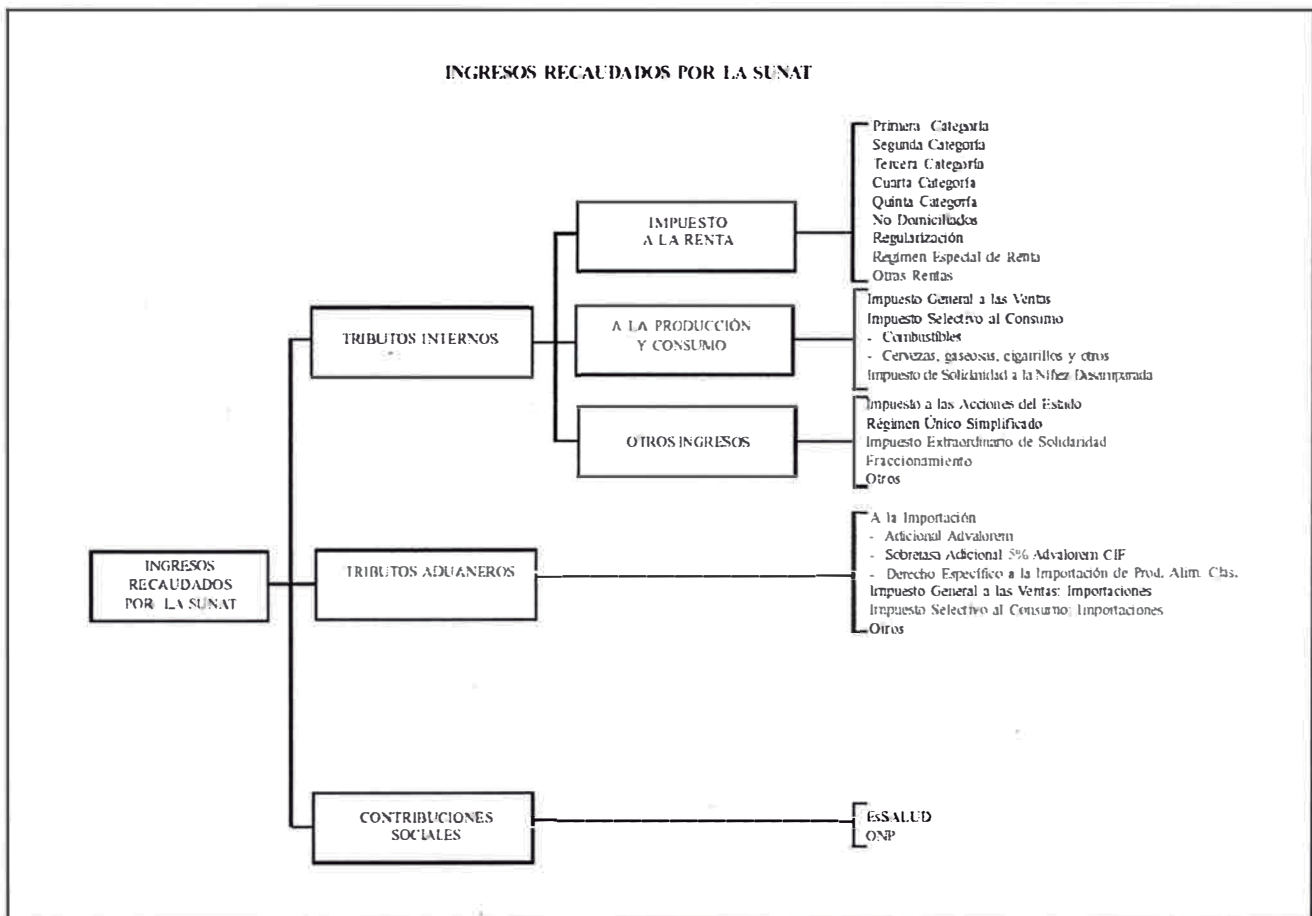 INGRESOS RECAUDADOS POR LA SUNAT
INGRESOS
RECAUDADOS
POR LA SUNAT
TRIBUTOS INTERNOS
IMPUESTO
A LA RENTA
Primera Categoría
Segunda Categoría
Tercera Categoría
Cuarta Categoría
Quinta Categoría
No Domiciliados
Regularización
Régimen Especial de Renta
Otras Rentas
A LA PRODUCCIÓN
Y CONSUMO
Impuesto General a las Ventas
Impuesto Selectivo al Consumo
- Combustibles
- Cervezas, gaseosas, cigarrillos y otros
Impuesto de Solidaridad a la Niñez Desamparada
OTROS INGRESOS
Impuesto a las Acciones del Estado
Régimen Único Simplificado
Impuesto Extraordinario de Solidaridad
Fraccionamiento
Otros
TRIBUTOS ADUANEROS
A la Importación
- Adicional Advalorem
- Sobretasa Adicional 5% Advalorem CIF
- Derecho Específico a la Importación de Prod. Alim.
Impuesto General a las Ventas: Importaciones
Impuesto Selectivo al Consumo: Importaciones
Otros
CONTRIBUCIONES
SOCIALES
EsSALUD
ONP